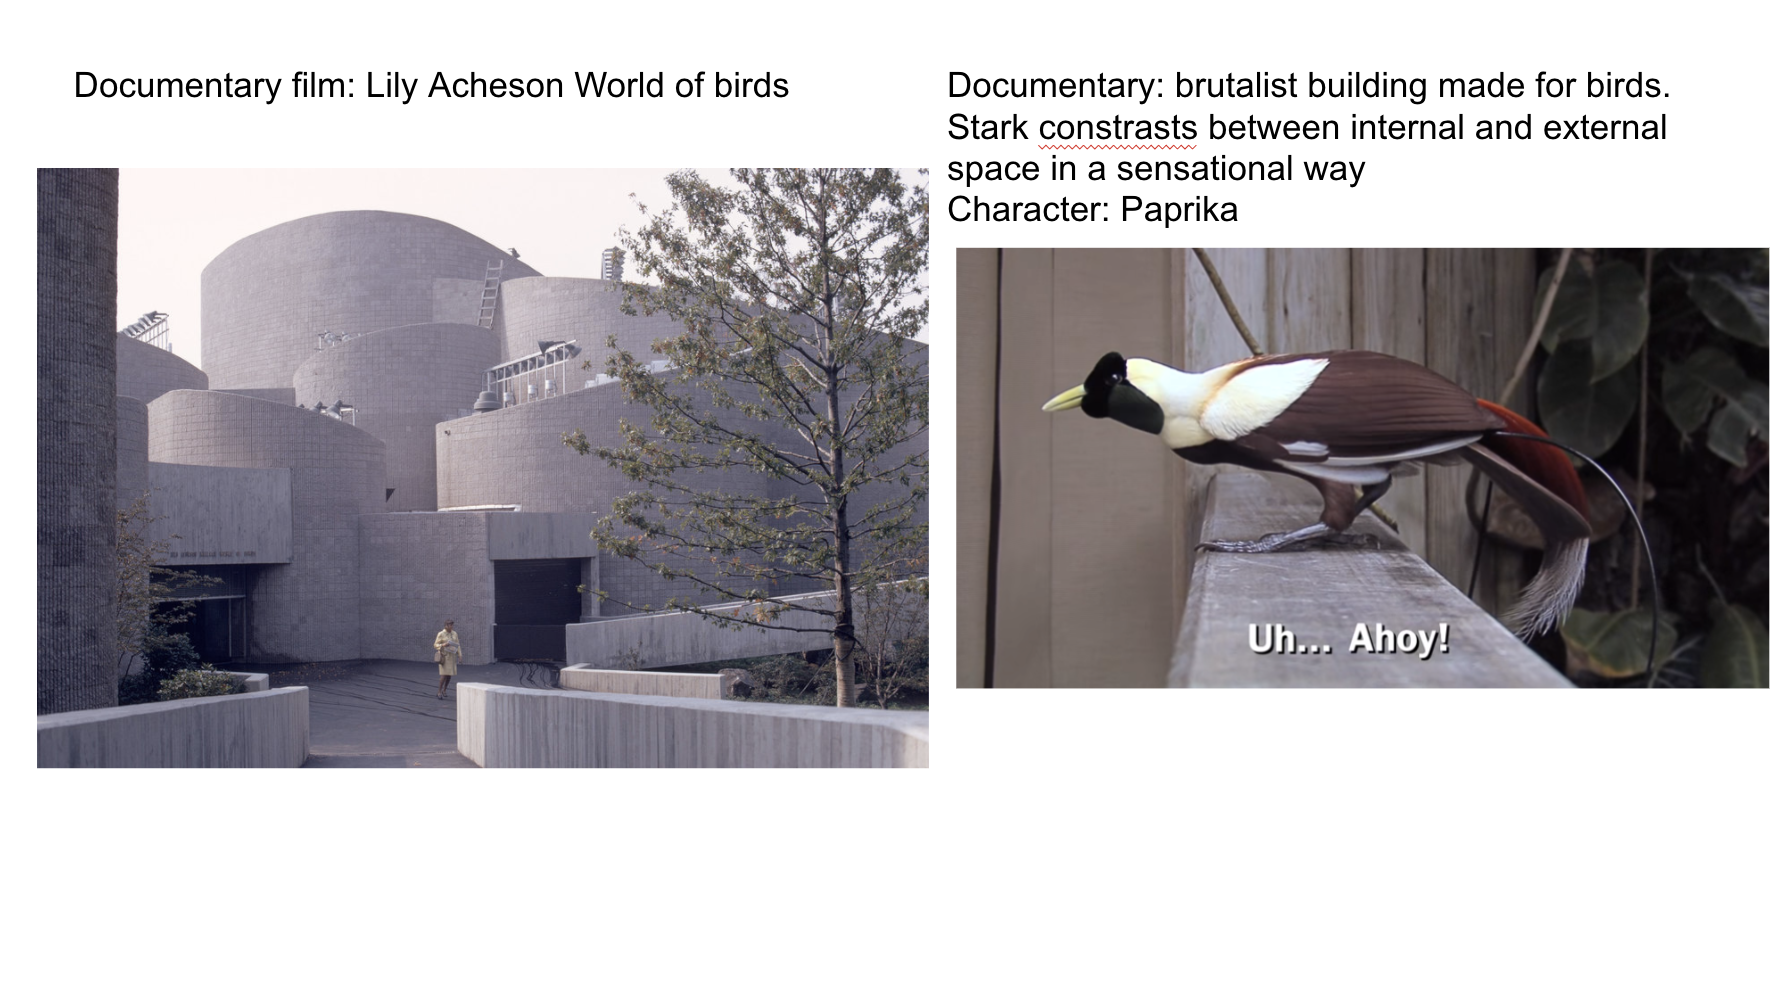 Documentary film: Lily Acheson World of birds
Documentary: brutalist building made for birds.
Stark constrasts between internal and external
space in a sensational way
Character: Paprika
Uh... Ahoy!